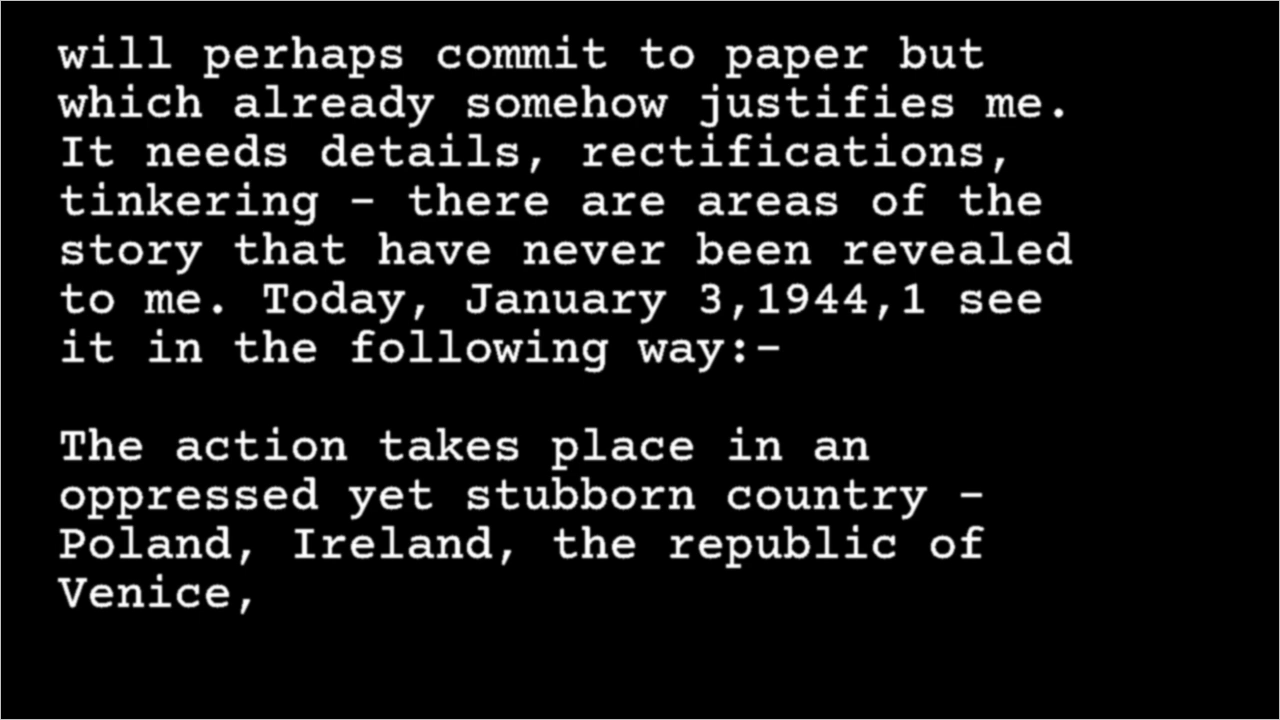 will perhaps commit to paper but
which already somehow justifies me.
It needs details, rectifications,
tinkering - there are areas of the
story that have never been revealed
to me. Today, January 3,1944,1 see
it in the following way:-
The action takes place in an
oppressed yet stubborn country -
Poland, Ireland, the republic of
Venice,